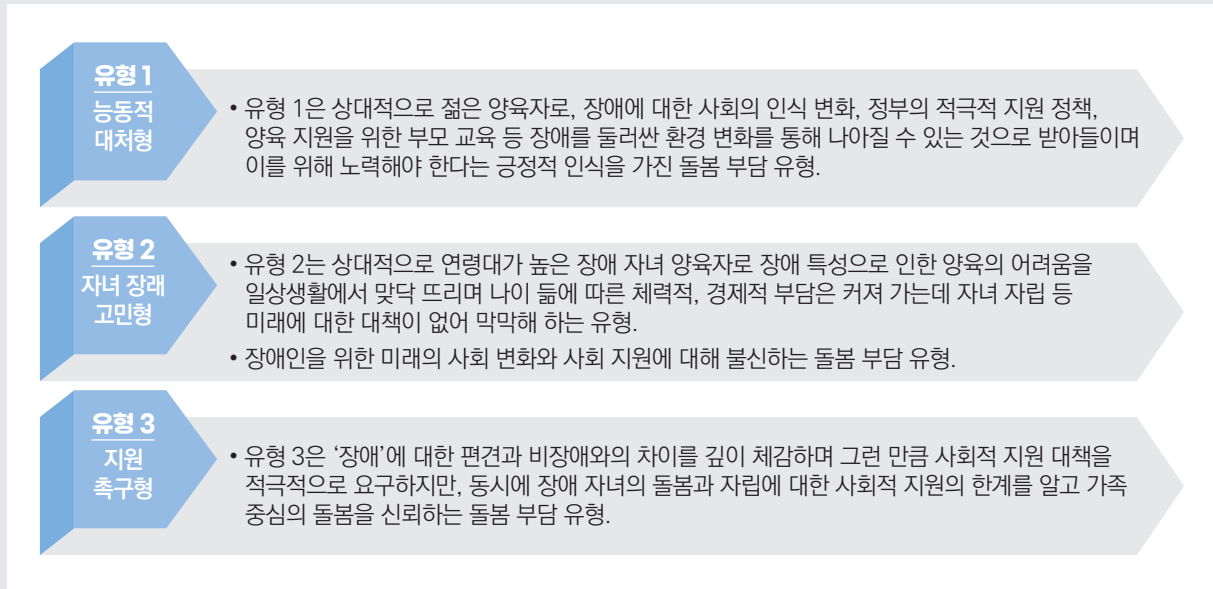 유형 1
능동적
대처형
• 유형 1은 상대적으로 젊은 양육자로, 장애에 대한 사회의 인식 변화, 정부의 적극적 지원 정책,
양육 지원을 위한 부모 교육 등 장애를 둘러싼 환경 변화를 통해 나아질 수 있는 것으로 받아들이며
이를 위해 노력해야 한다는 긍정적 인식을 가진 돌봄 부담 유형.
유형 2
자녀 장래
고민형
• 유형 2는 상대적으로 연령대가 높은 장애 자녀 양육자로 장애 특성으로 인한 양육의 어려움을
일상생활에서 맞닥 뜨리며 나이 듦에 따른 체력적, 경제적 부담은 커져 가는데 자녀 자립 등
미래에 대한 대책이 없어 막막해 하는 유형.
• 장애인을 위한 미래의 사회 변화와 사회 지원에 대해 불신하는 돌봄 부담 유형.
유형 3
지원
촉구형
• 유형 3은 ‘장애’에 대한 편견과 비장애와의 차이를 깊이 체감하며 그런 만큼 사회적 지원 대책을
적극적으로 요구하지만, 동시에 장애 자녀의 돌봄과 자립에 대한 사회적 지원의 한계를 알고 가족
중심의 돌봄을 신뢰하는 돌봄 부담 유형.